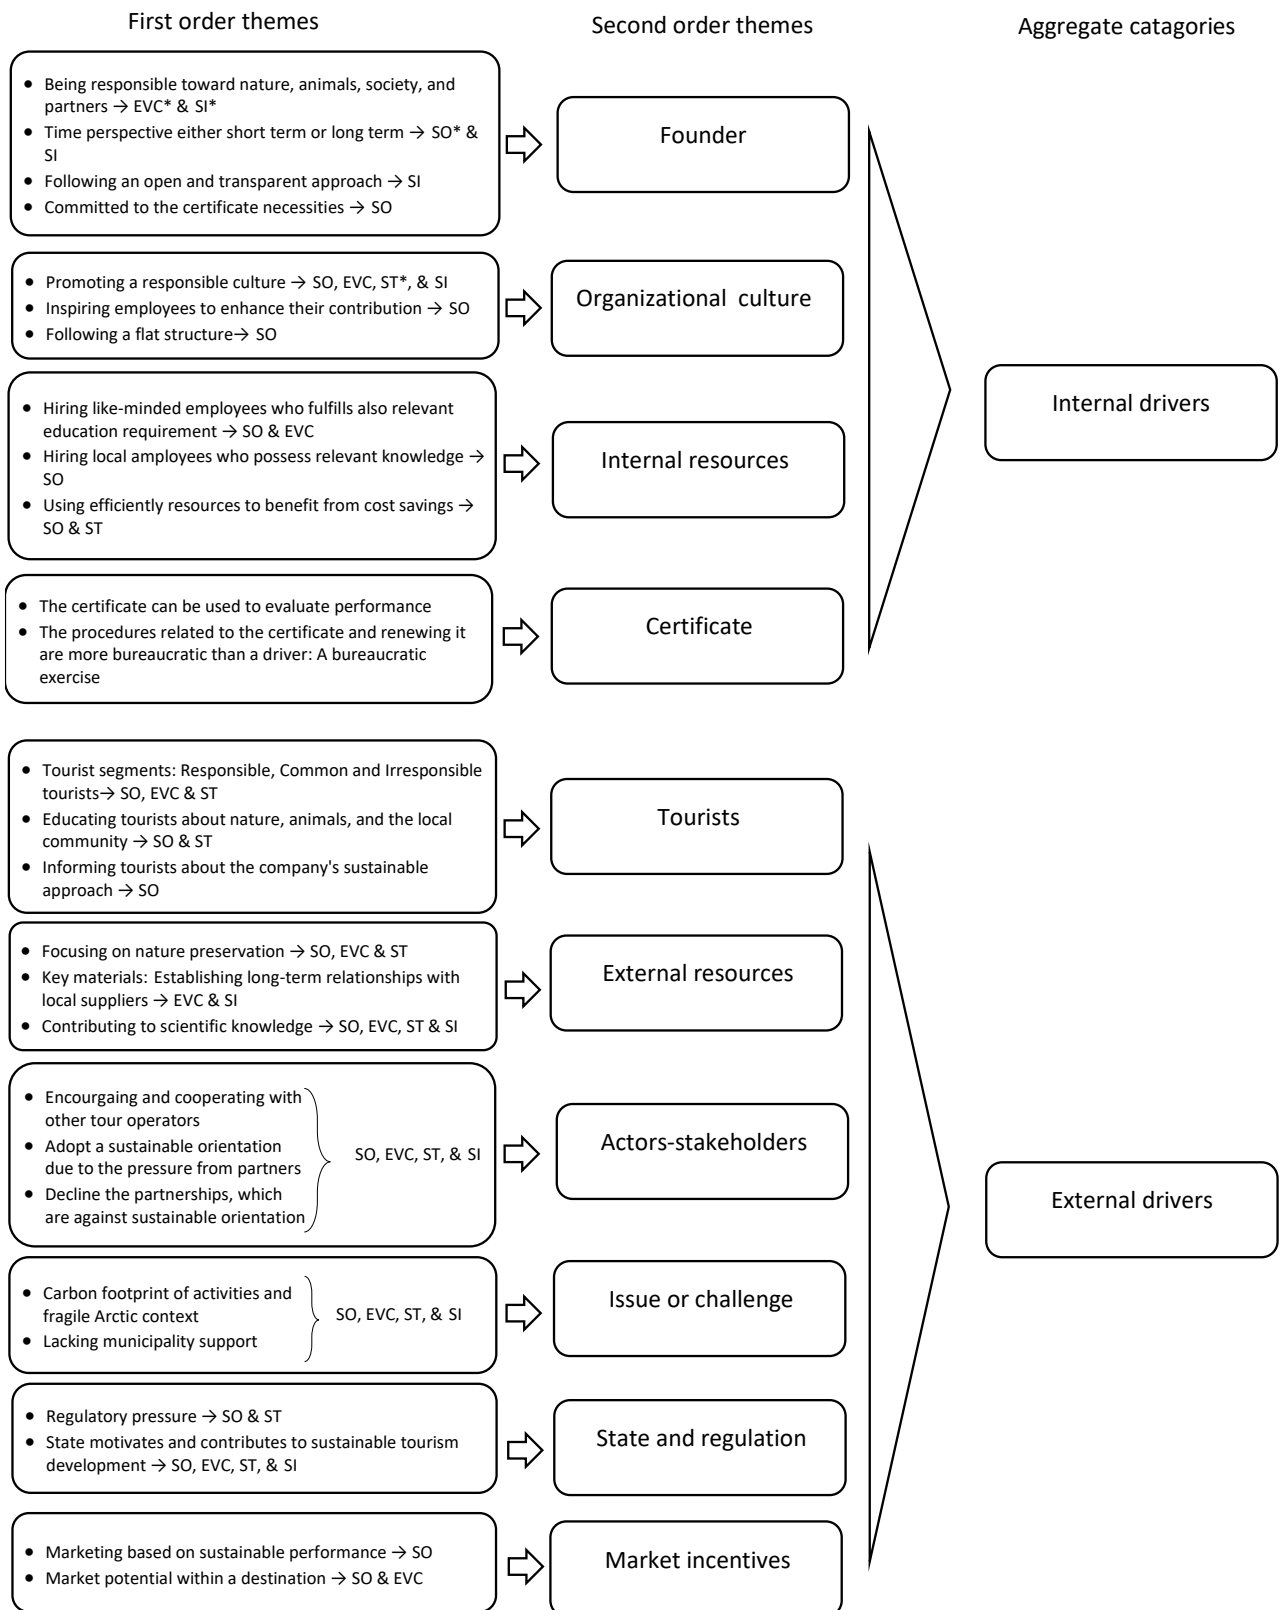 First order themes
Second order themes
Aggregate catagories
• Being responsible toward nature, animals, society, and
partners → EVC* & SI*
• Time perspective either short term or long term → SO* &
SI
• Following an open and transparent approach → SI
• Committed to the certificate necessities → SO
Founder
• Promoting a responsible culture → SO, EVC, ST*, & SI
• Inspiring employees to enhance their contribution → SO
• Following a flat structure→ SO
Organizational culture
• Hiring like-minded employees who fulfills also relevant
education requirement → SO & EVC
• Hiring local ampoyees who possess relevant knowledge →
SO
• Using efficiently resources to benefit from cost savings →
SO & ST
Internal resources
• The certificate can be used to evaluate performance
• The procedures related to the certificate and renewing it
are more bureaucratic than a driver: A bureaucratic
exercise
Certificate
Internal drivers
• Tourist segments: Responsible, Common and Irresponsible
tourists→ SO, EVC & ST
• Educating tourists about nature, animals, and the local
community → SO & ST
• Informing tourists about the company's sustainable
approach → SO
Tourists
• Focusing on nature preservation → SO, EVC & ST
• Key materials: Establishing long-term relationships with
local suppliers → EVC & SI
• Contributing to scientific knowledge → SO, EVC, ST & SI
External resources
• Encourgaing and cooperating with
other tour operators
• Adopt a sustainable orientation
due to the pressure from partners
• Decline the partnerships, which
are against sustainable orientation
SO, EVC, ST, & SI
Actors-stakeholders
• Carbon footprint of activities and
fragile Arctic context
• Lacking municipality support
SO, EVC, ST, & SI
Issue or challenge
• Regulatory pressure → SO & ST
• State motivates and contributes to sustainable tourism
development → SO, EVC, ST, & SI
State and regulation
• Marketing based on sustainable performance → SO
• Market potential within a destination → SO & EVC
Market incentives
External drivers